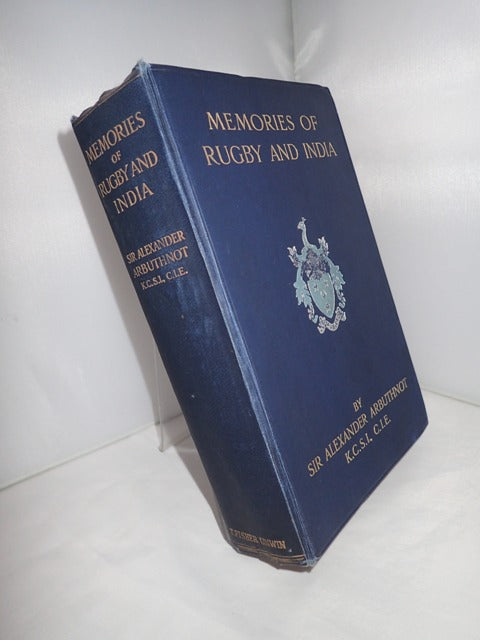 MEMORIES
OF
RUGBY AND
INDIA
SIR ALEXANDER
ARBUTHNOT
K.C.S.I., C.I.E.
T. FISHER UNWIN
MEMORIES OF
RUGBY AND INDIA
BY
SIR ALEXANDER ARBUTHNOT
K.C.S.I., C.I.E.